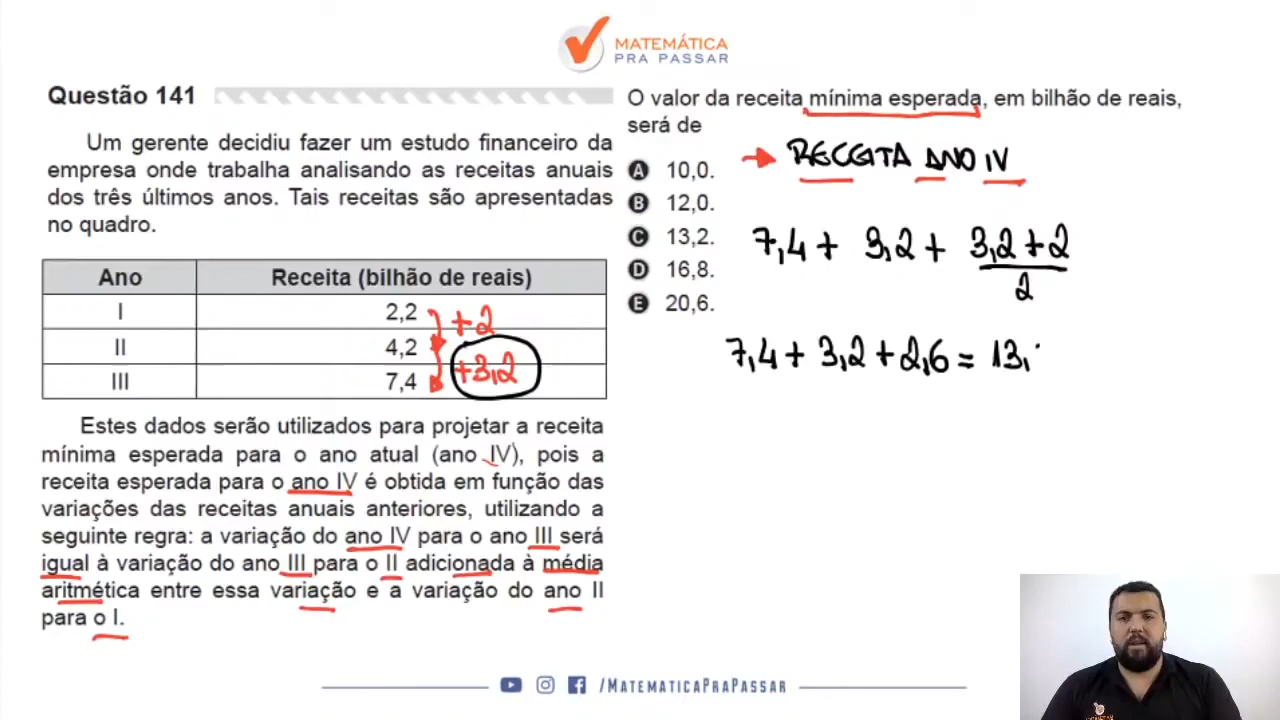 MATEMÁTICA
PRA PASSAR
Questão 141
Um gerente decidiu fazer um estudo financeiro da
empresa onde trabalha analisando as receitas anuais
dos três últimos anos. Tais receitas são apresentadas
no quadro.
Ano Receita (bilhão de reais)
I 2,2
+2
II 4,2
+3,2
III 7,4
Estes dados serão utilizados para projetar a receita
mínima esperada para o ano atual (ano IV), pois a
receita esperada para o ano IV é obtida em função das
variações das receitas anuais anteriores, utilizando a
seguinte regra: a variação do ano IV para o ano III será
igual à variação do ano III para o II adicionada à média
aritmética entre essa variação e a variação do ano II
para o I.
O valor da receita mínima esperada, em bilhão de reais,
será de
A 10,0.
B 12,0.
C 13,2.
D 16,8.
E 20,6.
RECEITA ANO IV
7,4 + 3,2 + 3,2 + 2
2
7,4 + 3,2 + 2,6 = 13,
/MATEMATICAPRAPASSAR